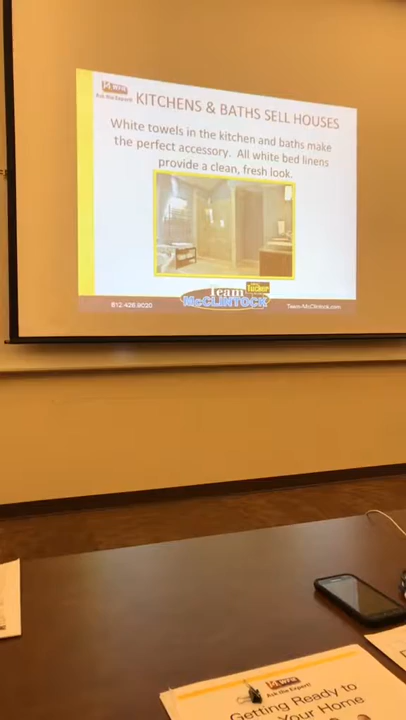 WFW
Ask the Expert!
KITCHENS & BATHS SELL HOUSES
White towels in the kitchen and baths make
the perfect accessory. All white bed linens
provide a clean, fresh look.
Team
Tucker
McCLINTOCK
812.426.9020
Team-McClintock.com
WFW
Ask the Expert!
Getting Ready to
Your Home